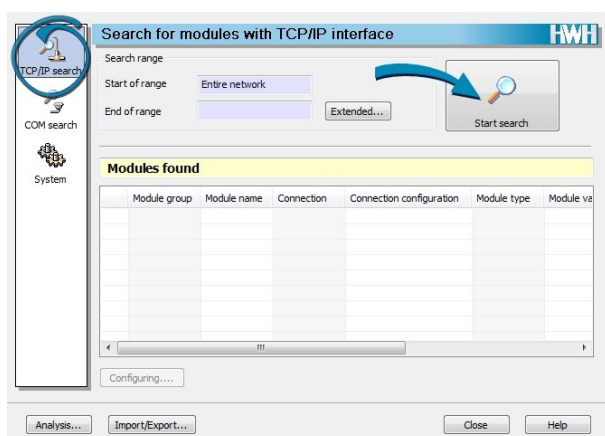 Search for modules with TCP/IP interface
HWH
TCP/IP search
COM search
System
Search range
Start of range
Entire network
End of range
Extended...
Start search
Modules found
Module group Module name Connection Connection configuration Module type Module va
Configuring....
Analysis... Import/Export... Close Help